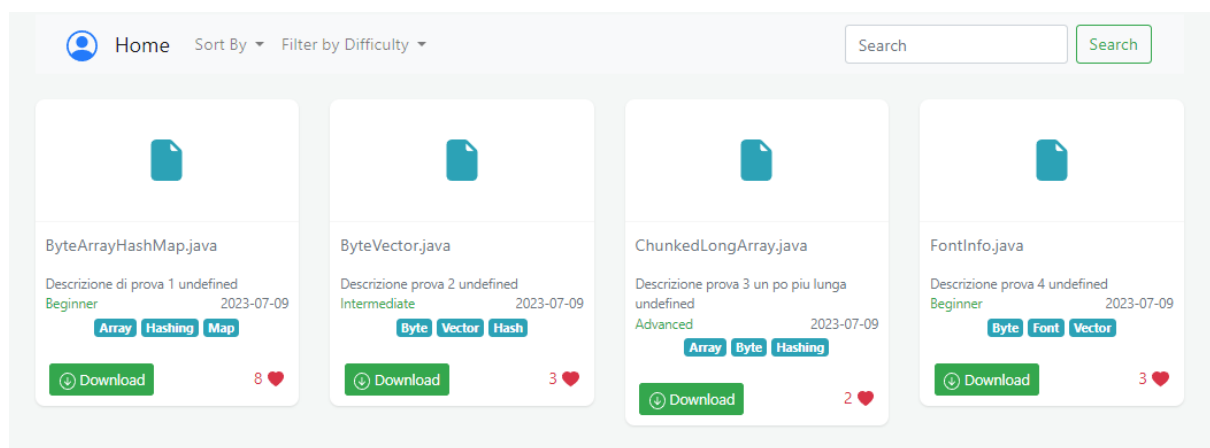 Home Sort By Filter by Difficulty Search Search
ByteArrayHashMap.java
Descrizione di prova 1 undefined
Beginner 2023-07-09
Array Hashing Map
Download 8
ByteVector.java
Descrizione prova 2 undefined
Intermediate 2023-07-09
Byte Vector Hash
Download 3
ChunkedLongArray.java
Descrizione prova 3 un po piu lunga
undefined
Advanced 2023-07-09
Array Byte Hashing
Download 2
FontInfo.java
Descrizione prova 4 undefined
Beginner 2023-07-09
Byte Font Vector
Download 3